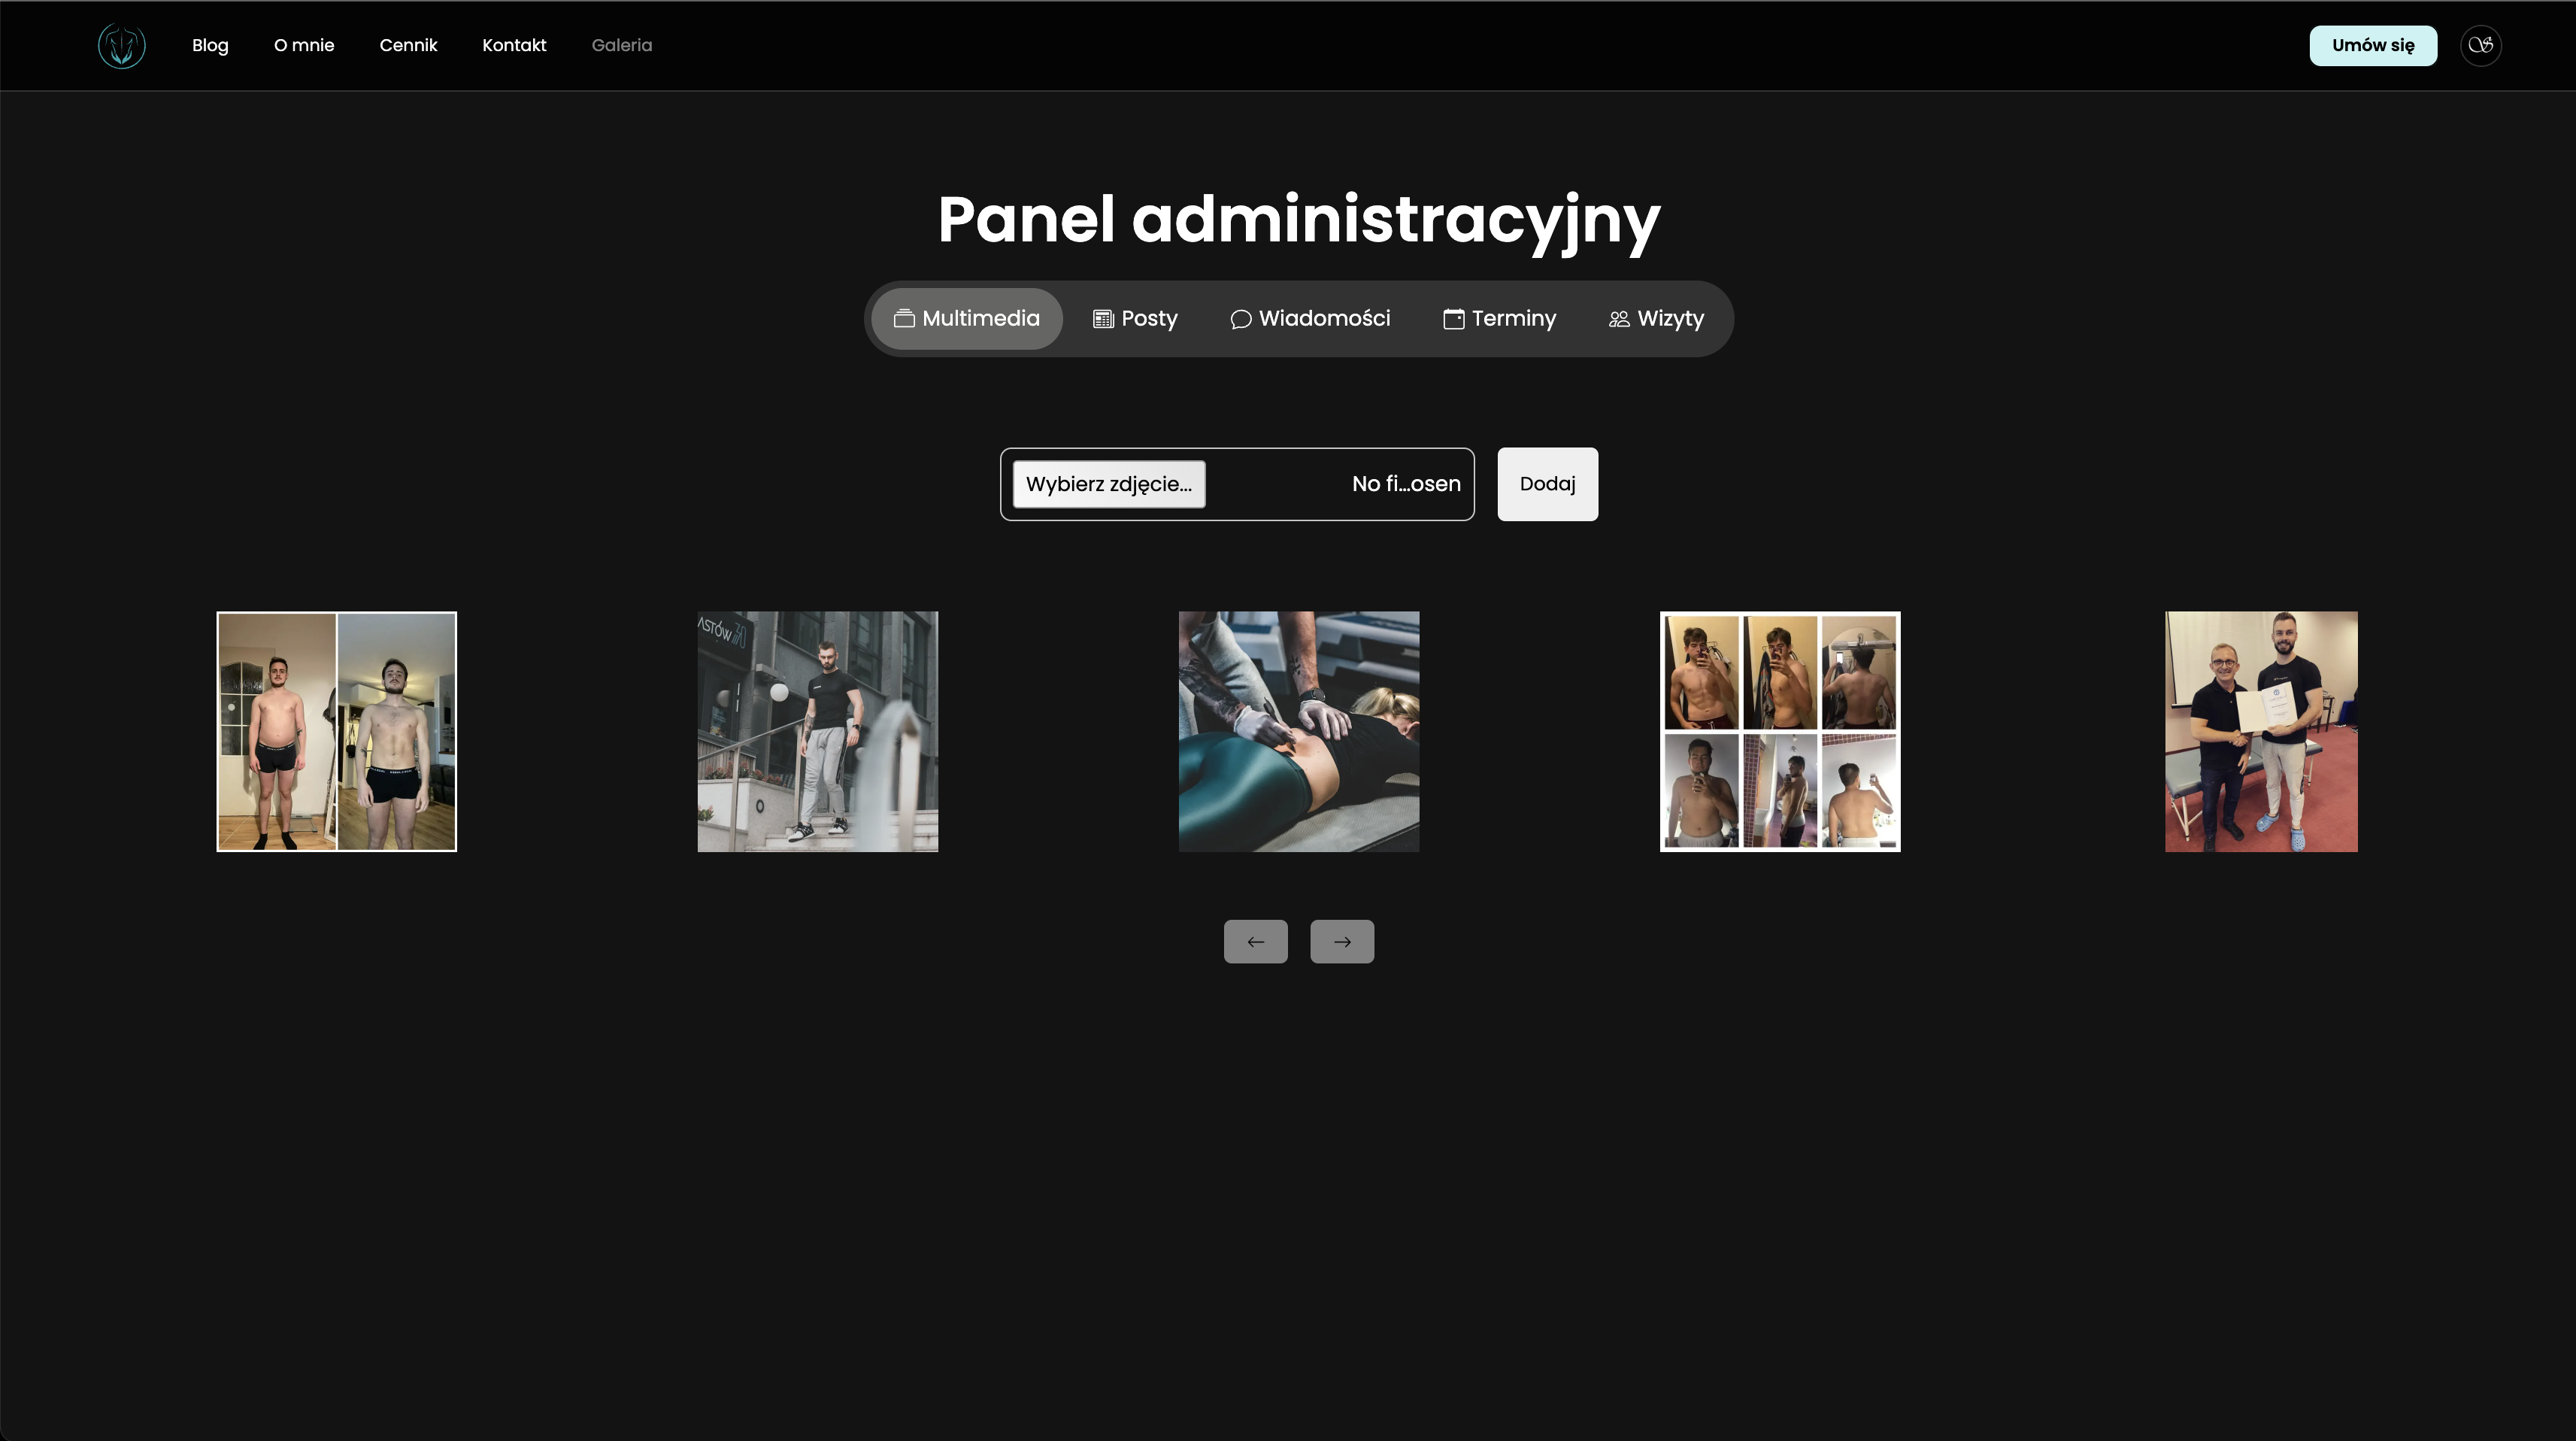 Blog O mnie Cennik Kontakt Galeria Umów się
Panel administracyjny
Multimedia Posty Wiadomości Terminy Wizyty
Wybierz zdjęcie... No fi...osen Dodaj